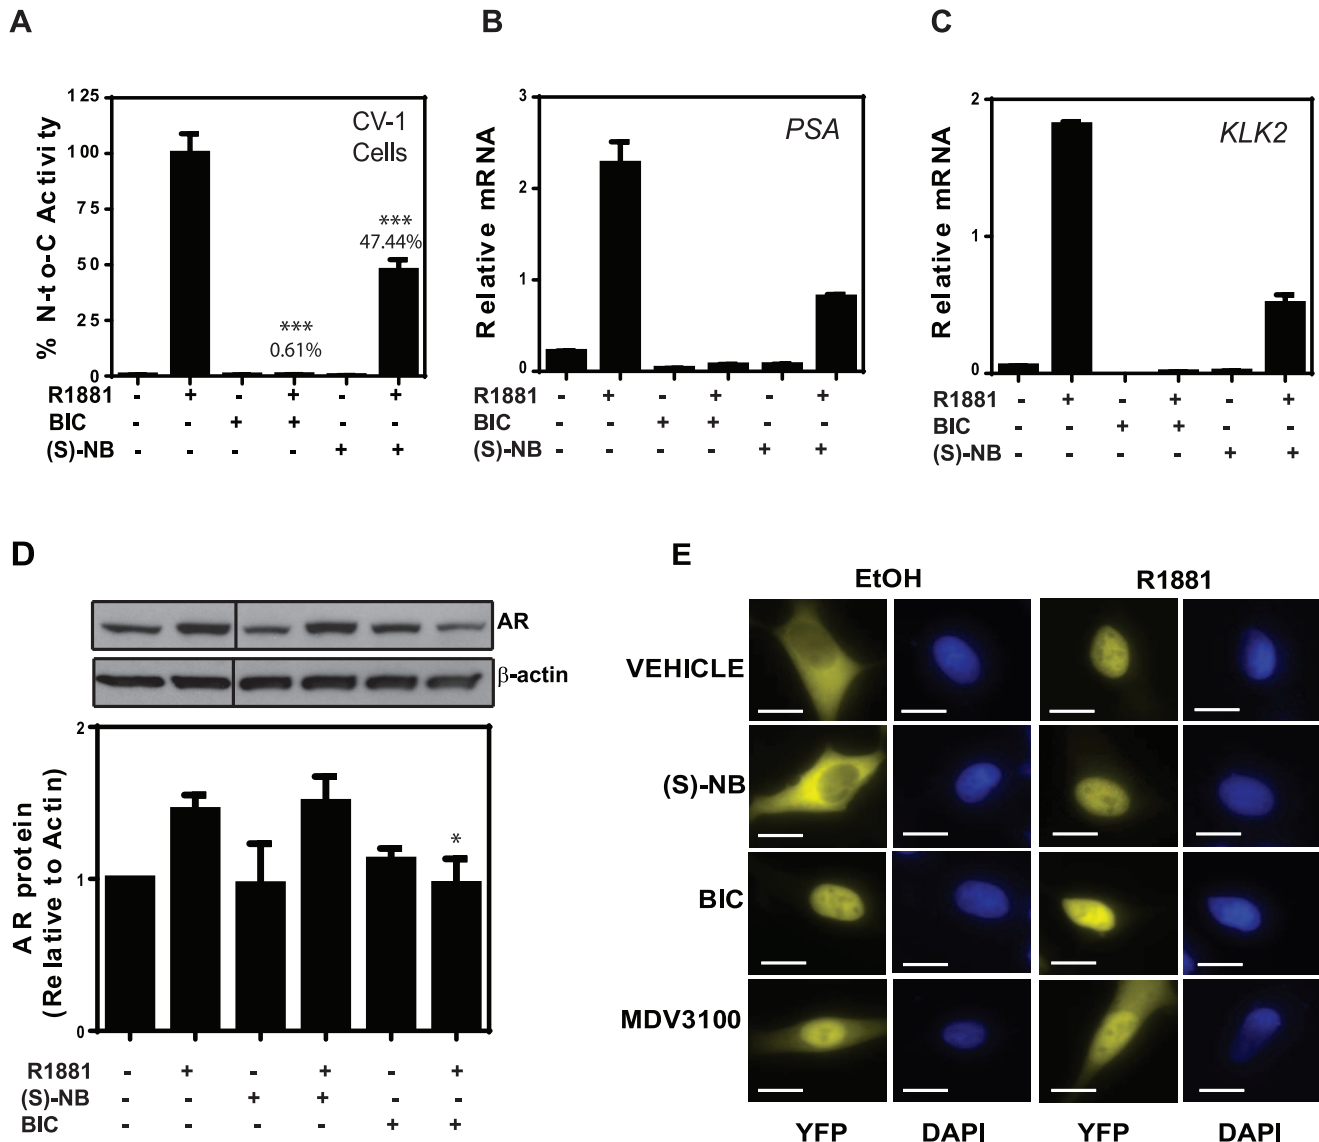 A
% N-to-C Activity
125
100
75
50
25
0
CV-1
Cells
***
0.61%
***
47.44%
R1881 - + - + - +
BIC - - + + - -
(S)-NB - - - - + +
B
Relative mRNA
3
2
1
0
PSA
R1881 - + - + - +
BIC - - + + - -
(S)-NB - - - - + +
C
Relative mRNA
2
1
0
KLK2
R1881 - + - + - +
BIC - - + + - -
(S)-NB - - - - + +
D
AR
β-actin
AR protein
(Relative to Actin)
2
1
0
*
R1881 - + - + - +
(S)-NB - - + + - -
BIC - - - - + +
E
EtOH R1881
VEHICLE
(S)-NB
BIC
MDV3100
YFP DAPI YFP DAPI